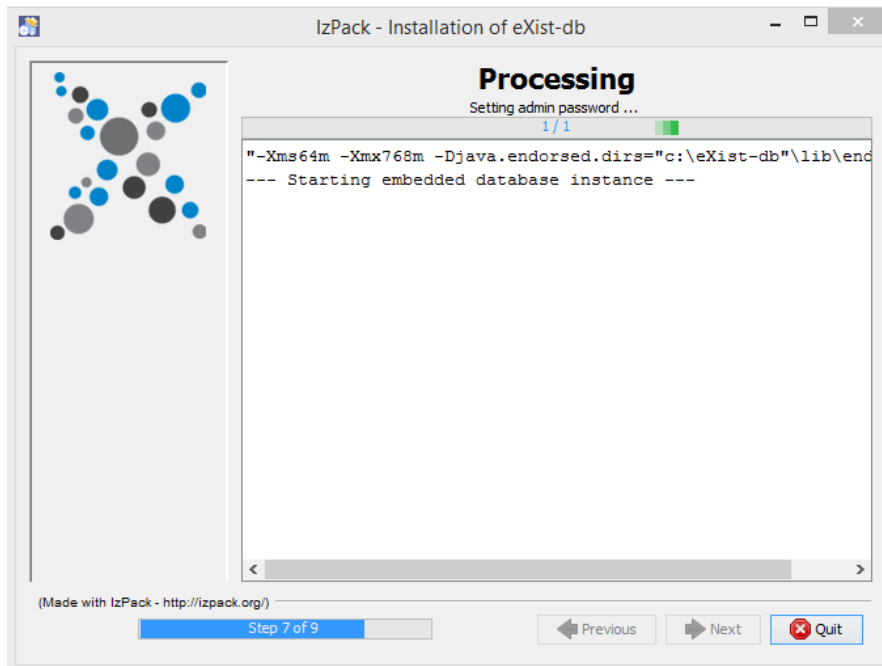 IzPack - Installation of eXist-db
Processing
Setting admin password ...
1 / 1
"-Xms64m -Xmx768m -Djava.endorsed.dirs="c:\eXist-db"\lib\end
--- Starting embedded database instance ---
(Made with IzPack - http://izpack.org/)
Step 7 of 9
Previous
Next
Quit